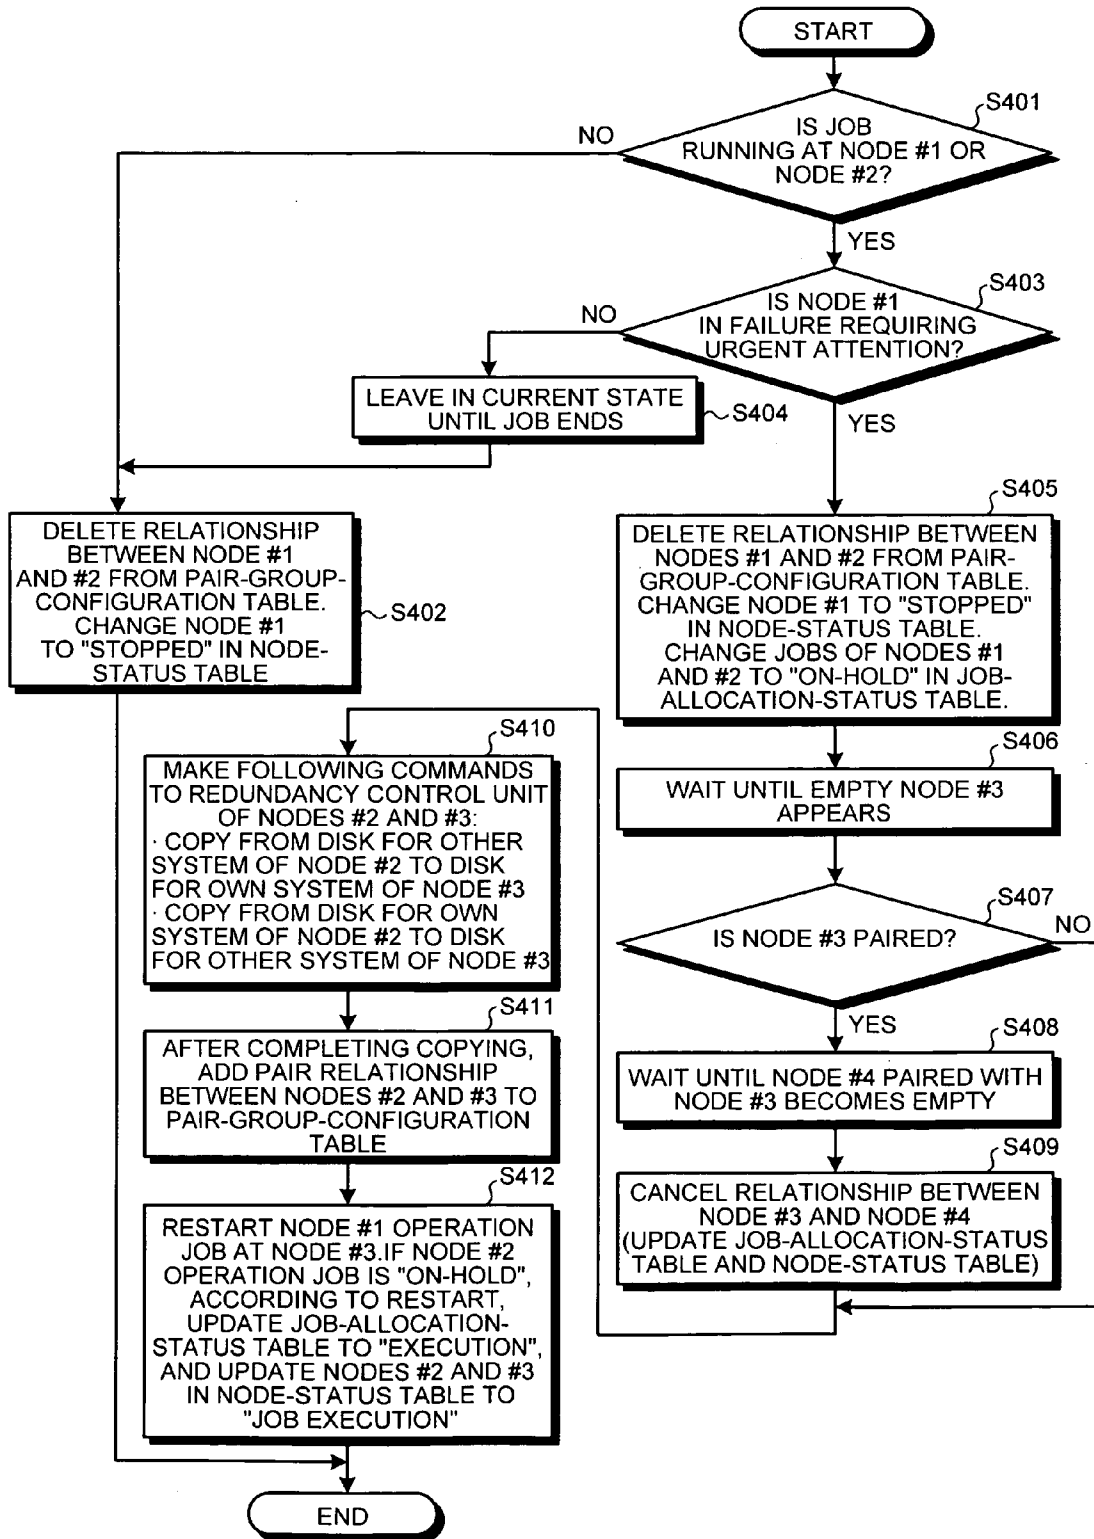 START
S401
IS JOB
RUNNING AT NODE #1 OR
NODE #2?
NO
YES
S403
IS NODE #1
IN FAILURE REQUIRING
URGENT ATTENTION?
NO
YES
LEAVE IN CURRENT STATE
UNTIL JOB ENDS
S404
DELETE RELATIONSHIP
BETWEEN NODE #1
AND #2 FROM PAIR-GROUP-
CONFIGURATION TABLE.
CHANGE NODE #1
TO "STOPPED" IN NODE-
STATUS TABLE
S402
S405
DELETE RELATIONSHIP BETWEEN
NODES #1 AND #2 FROM PAIR-
GROUP-CONFIGURATION TABLE.
CHANGE NODE #1 TO "STOPPED"
IN NODE-STATUS TABLE.
CHANGE JOBS OF NODES #1
AND #2 TO "ON-HOLD" IN JOB-
ALLOCATION-STATUS TABLE.
S406
WAIT UNTIL EMPTY NODE #3
APPEARS
S407
IS NODE #3 PAIRED?
NO
YES
S408
WAIT UNTIL NODE #4 PAIRED WITH
NODE #3 BECOMES EMPTY
S409
CANCEL RELATIONSHIP BETWEEN
NODE #3 AND NODE #4
(UPDATE JOB-ALLOCATION-STATUS
TABLE AND NODE-STATUS TABLE)
S410
MAKE FOLLOWING COMMANDS
TO REDUNDANCY CONTROL UNIT
OF NODES #2 AND #3:
· COPY FROM DISK FOR OTHER
SYSTEM OF NODE #2 TO DISK
FOR OWN SYSTEM OF NODE #3
· COPY FROM DISK FOR OWN
SYSTEM OF NODE #2 TO DISK
FOR OTHER SYSTEM OF NODE #3
S411
AFTER COMPLETING COPYING,
ADD PAIR RELATIONSHIP
BETWEEN NODES #2 AND #3 TO
PAIR-GROUP-CONFIGURATION
TABLE
S412
RESTART NODE #1 OPERATION
JOB AT NODE #3.IF NODE #2
OPERATION JOB IS "ON-HOLD",
ACCORDING TO RESTART,
UPDATE JOB-ALLOCATION-
STATUS TABLE TO "EXECUTION",
AND UPDATE NODES #2 AND #3
IN NODE-STATUS TABLE TO
"JOB EXECUTION"
END